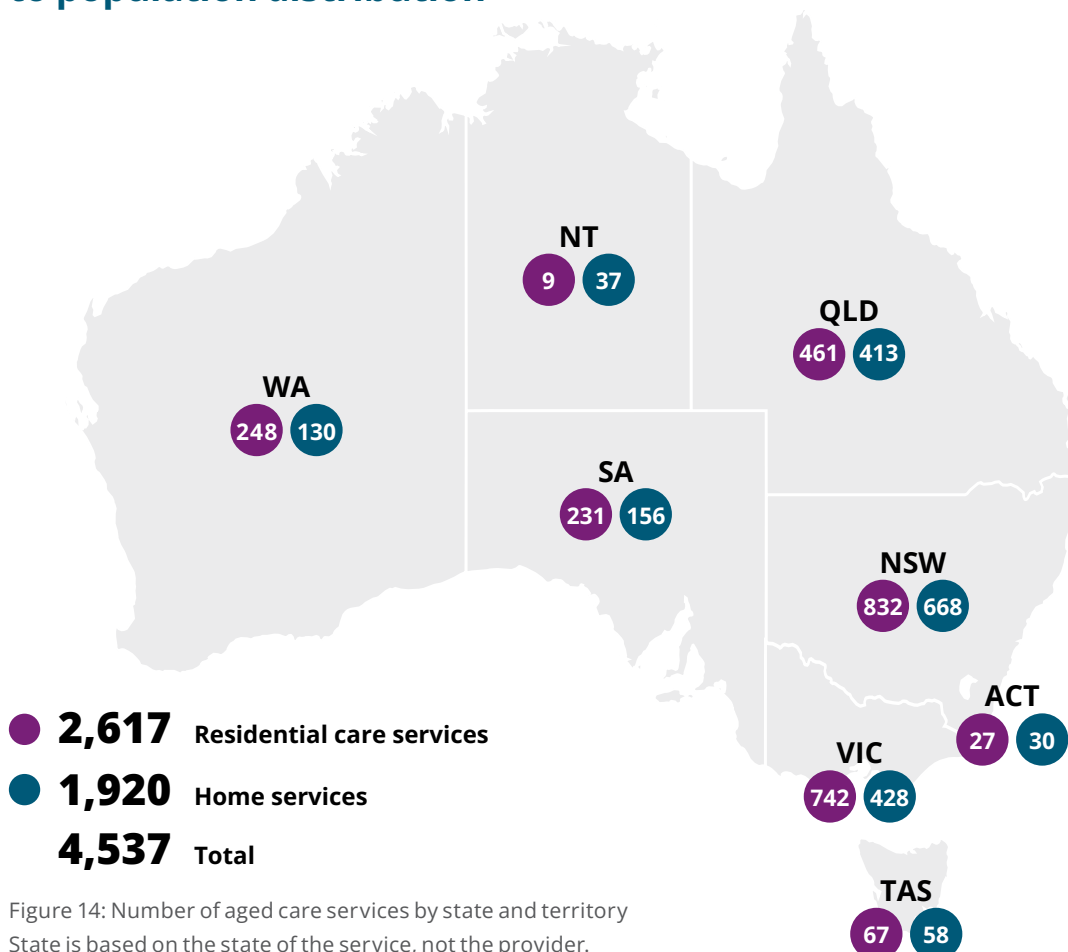 to population distribution
NT
9 37
QLD
461 413
WA
248 130
SA
231 156
NSW
832 668
ACT
27 30
VIC
742 428
TAS
67 58
2,617 Residential care services
1,920 Home services
4,537 Total
Figure 14: Number of aged care services by state and territory
State is based on the state of the service, not the provider.